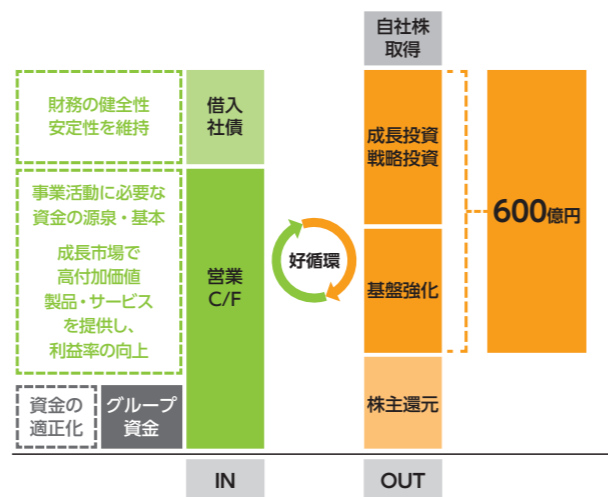 財務の健全性
安定性を維持
事業活動に必要な
資金の源泉・基本
成長市場で
高付加価値
製品・サービス
を提供し、
利益率の向上
資金の
適正化
グループ
資金
借入
社債
営業
C/F
IN
好循環
自社株
取得
成長投資
戦略投資
基盤強化
株主還元
OUT
600億円